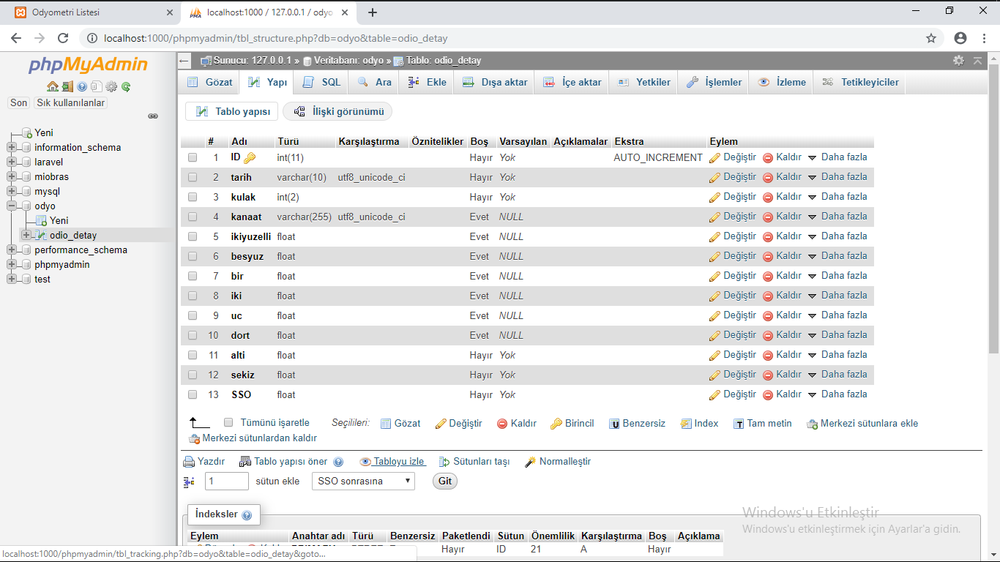 Odyometri Listesi
localhost:1000 / 127.0.0.1 / odyo
localhost:1000/phpmyadmin/tbl_structure.php?db=odyo&table=odio_detay
phpMyAdmin
Son Sık kullanılanlar
Yeni
information_schema
laravel
miobras
mysql
odyo
Yeni
odio_detay
performance_schema
phpmyadmin
test
Sunucu: 127.0.0.1 » Veritabanı: odyo » Tablo: odio_detay
Gözat Yapı SQL Ara Ekle Dışa aktar İçe aktar Yetkiler İşlemler İzleme Tetikleyiciler
Tablo yapısı İlişki görünümü
# Adı Türü Karşılaştırma Öznitelikler Boş Varsayılan Açıklamalar Ekstra Eylem
1 ID int(11) Hayır Yok AUTO_INCREMENT Değiştir Kaldır Daha fazla
2 tarih varchar(10) utf8_unicode_ci Hayır Yok Değiştir Kaldır Daha fazla
3 kulak int(2) Hayır Yok Değiştir Kaldır Daha fazla
4 kanaat varchar(255) utf8_unicode_ci Evet NULL Değiştir Kaldır Daha fazla
5 ikiyuzelli float Evet NULL Değiştir Kaldır Daha fazla
6 besyuz float Evet NULL Değiştir Kaldır Daha fazla
7 bir float Evet NULL Değiştir Kaldır Daha fazla
8 iki float Evet NULL Değiştir Kaldır Daha fazla
9 uc float Evet NULL Değiştir Kaldır Daha fazla
10 dort float Evet NULL Değiştir Kaldır Daha fazla
11 alti float Hayır Yok Değiştir Kaldır Daha fazla
12 sekiz float Hayır Yok Değiştir Kaldır Daha fazla
13 SSO float Hayır Yok Değiştir Kaldır Daha fazla
Tümünü işaretle Seçilileri: Gözat Değiştir Kaldır Birincil Benzersiz Index Tam metin Merkezi sütunlara ekle
Merkezi sütunlardan kaldır
Yazdır Tablo yapısı öner Tabloyu izle Sütunları taşı Normalleştir
1 sütun ekle SSO sonrasına Git
İndeksler
Eylem Anahtar adı Türü Benzersiz Paketlendi Sütun Önemlilik Karşılaştırma Boş Açıklama
Hayır ID 21 A Hayır
Windows'u Etkinleştir
Windows'u etkinleştirmek için Ayarlar'a gidin.
localhost:1000/phpmyadmin/tbl_tracking.php?db=odyo&table=odio_detay&goto...